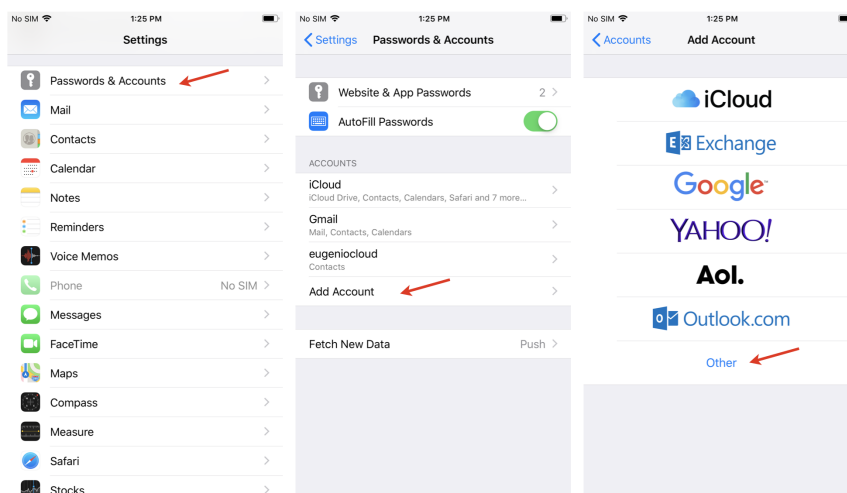 No SIM 1:25 PM
Settings
Passwords & Accounts
Mail
Contacts
Calendar
Notes
Reminders
Voice Memos
Phone No SIM
Messages
FaceTime
Maps
Compass
Measure
Safari
Stocks
No SIM 1:25 PM
Settings Passwords & Accounts
Website & App Passwords 2
AutoFill Passwords
ACCOUNTS
iCloud
iCloud Drive, Contacts, Calendars, Safari and 7 more...
Gmail
Mail, Contacts, Calendars
eugeniocloud
Contacts
Add Account
Fetch New Data Push
No SIM 1:25 PM
Accounts Add Account
iCloud
E Exchange
Google
YAHOO!
Aol.
o Outlook.com
Other